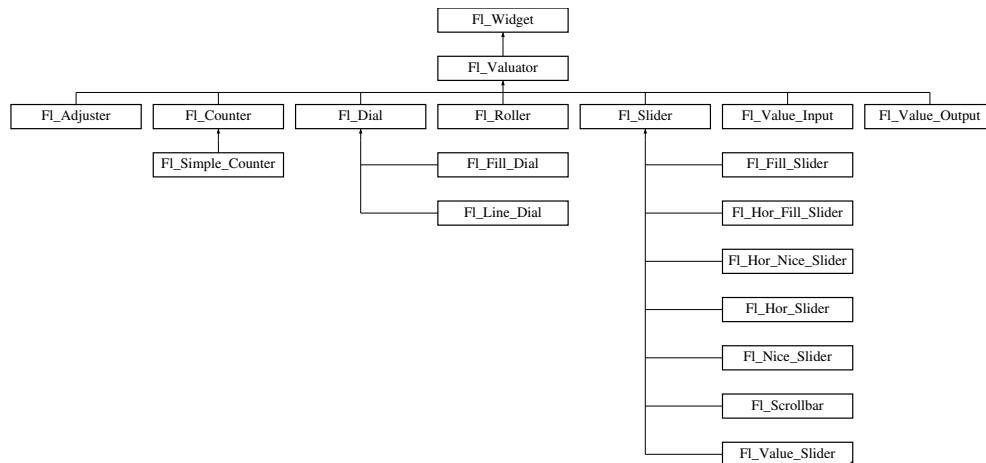 Fl_Widget
Fl_Valuator
Fl_Adjuster
Fl_Counter
Fl_Dial
Fl_Roller
Fl_Slider
Fl_Value_Input
Fl_Value_Output
Fl_Simple_Counter
Fl_Fill_Dial
Fl_Fill_Slider
Fl_Line_Dial
Fl_Hor_Fill_Slider
Fl_Hor_Nice_Slider
Fl_Hor_Slider
Fl_Nice_Slider
Fl_Scrollbar
Fl_Value_Slider